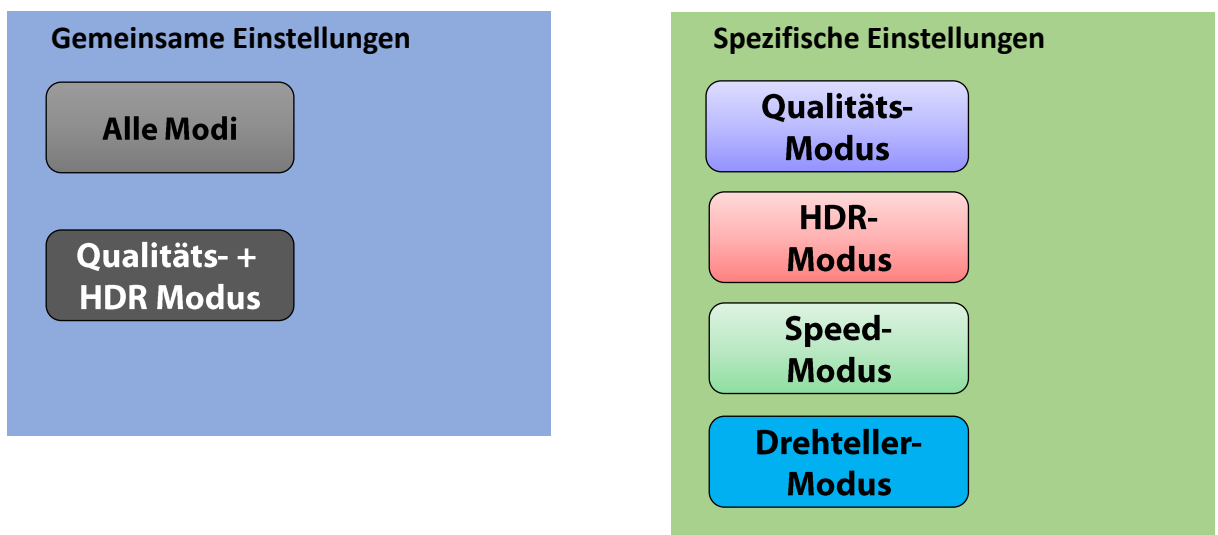 Gemeinsame Einstellungen
Alle Modi
Qualitäts- +
HDR Modus
Spezifische Einstellungen
Qualitäts-
Modus
HDR-
Modus
Speed-
Modus
Drehteller-
Modus